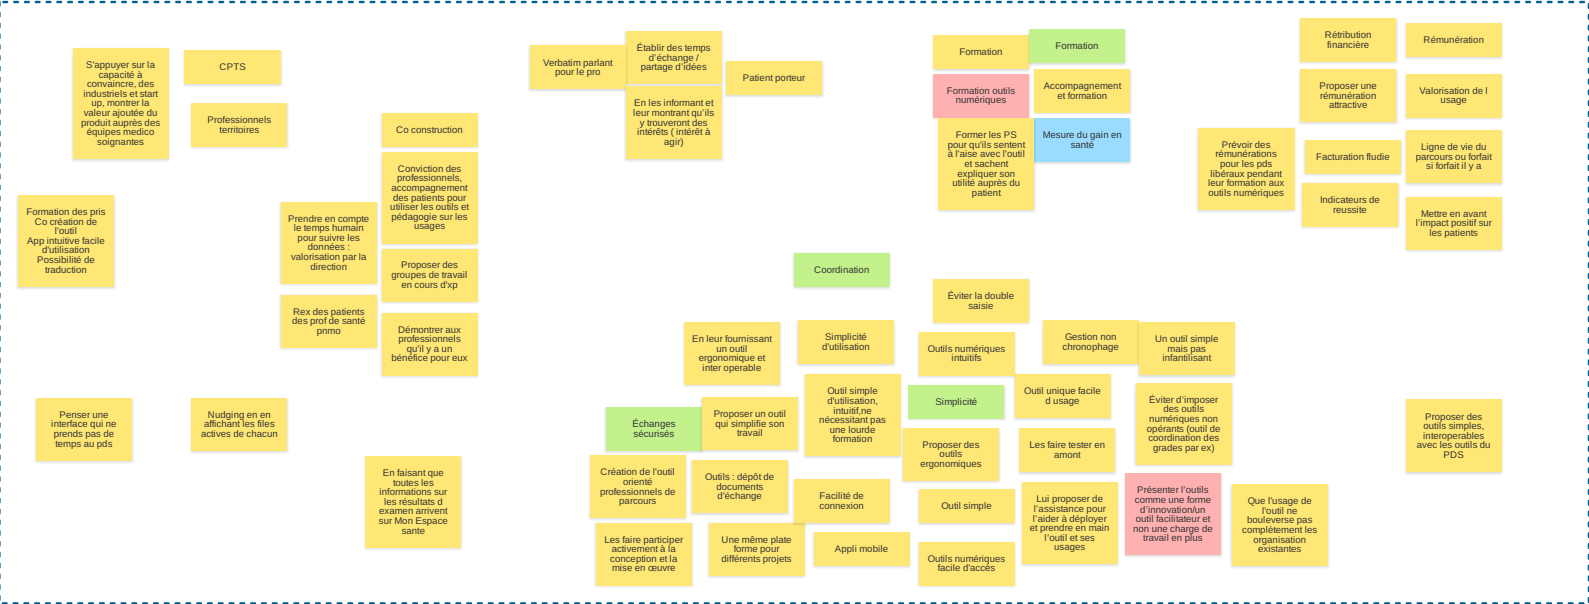 S'appuyer sur la
capacité à
convaincre, des
industriels et start
up, montrer la
valeur ajoutée du
produit auprès des
équipes medico
soignantes
CPTS
Professionnels
territoires
Formation des pris
Co création de
l'outil
App intuitive facile
d'utilisation
Possibilité de
traduction
Co construction
Conviction des
professionnels,
accompagnement
des patients pour
utiliser les outils et
pédagogie sur les
usages
Prendre en compte
le temps humain
pour suivre les
données :
valorisation par la
direction
Proposer des
groupes de travail
en cours d'xp
Rex des patients
des prof de santé
pnmo
Démontrer aux
professionnels
qu'il y a un
bénéfice pour eux
Penser une
interface qui ne
prends pas de
temps au pds
Nudging en en
affichant les files
actives de chacun
En faisant que
toutes les
informations sur
les résultats d
examen arrivent
sur Mon Espace
sante
Verbatim parlant
pour le pro
Établir des temps
d'échange /
partage d'idées
Patient porteur
En les informant et
leur montrant qu'ils
y trouveront des
intérêts ( intérêt à
agir)
Formation
Formation
Formation outils
numériques
Accompagnement
et formation
Former les PS
pour qu'ils sentent
à l'aise avec l'outil
et sachent
expliquer son
utilité auprès du
patient
Mesure du gain en
santé
Rétribution
financière
Rémunération
Proposer une
rémunération
attractive
Valorisation de l
usage
Prévoir des
rémunérations
pour les pds
libéraux pendant
leur formation aux
outils numériques
Facturation fludie
Ligne de vie du
parcours ou forfait
si forfait il y a
Indicateurs de
reussite
Mettre en avant
l'impact positif sur
les patients
Coordination
Éviter la double
saisie
En leur fournissant
un outil
ergonomique et
inter operable
Simplicité
d'utilisation
Outils numériques
intuitifs
Gestion non
chronophage
Un outil simple
mais pas
infantilisant
Échanges
sécurisés
Proposer un outil
qui simplifie son
travail
Outil simple
d'utilisation,
intuitif,ne
nécessitant pas
une lourde
formation
Simplicité
Outil unique facile
d usage
Éviter d'imposer
des outils
numériques non
opérants (outil de
coordination des
grades par ex)
Proposer des
outils
ergonomiques
Les faire tester en
amont
Création de l'outil
orienté
professionnels de
parcours
Outils : dépôt de
documents
d'échange
Facilité de
connexion
Outil simple
Lui proposer de
l'assistance pour
l'aider à déployer
et prendre en main
l'outil et ses
usages
Présenter l'outils
comme une forme
d'innovation/un
outil facilitateur et
non une charge de
travail en plus
Que l'usage de
l'outil ne
bouleverse pas
complètement les
organisation
existantes
Les faire participer
activement à la
conception et la
mise en œuvre
Une même plate
forme pour
différents projets
Appli mobile
Outils numériques
facile d'accès
Proposer des
outils simples,
interoperables
avec les outils du
PDS